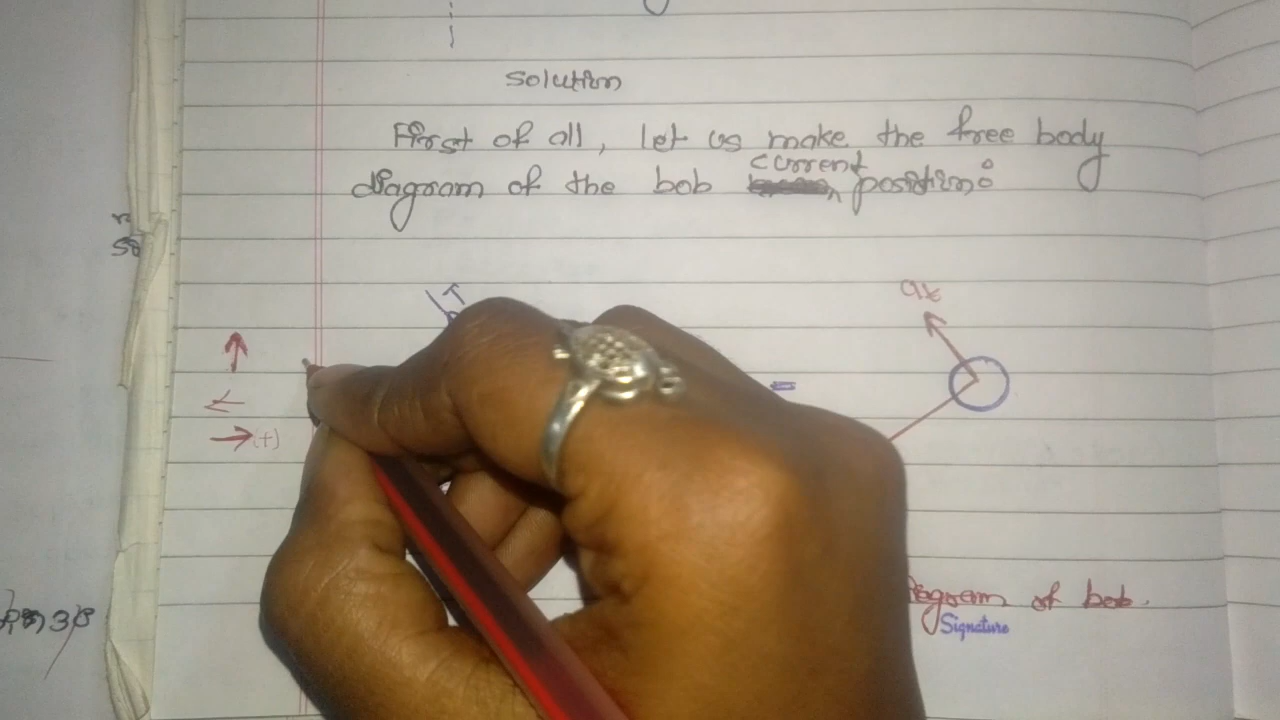 Solution
First of all, let us make the free body
current
diagram of the bob position:
T
(+)
of bob.
Signature